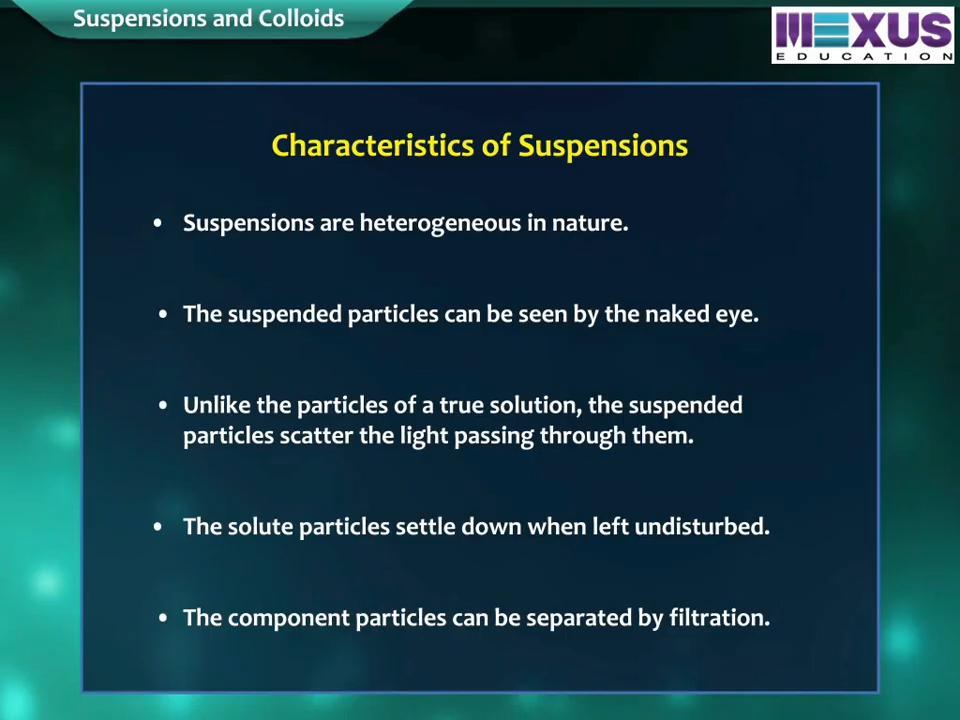 Suspensions and Colloids
MEXUS
EDUCATION
Characteristics of Suspensions
• Suspensions are heterogeneous in nature.
• The suspended particles can be seen by the naked eye.
• Unlike the particles of a true solution, the suspended
particles scatter the light passing through them.
• The solute particles settle down when left undisturbed.
• The component particles can be separated by filtration.